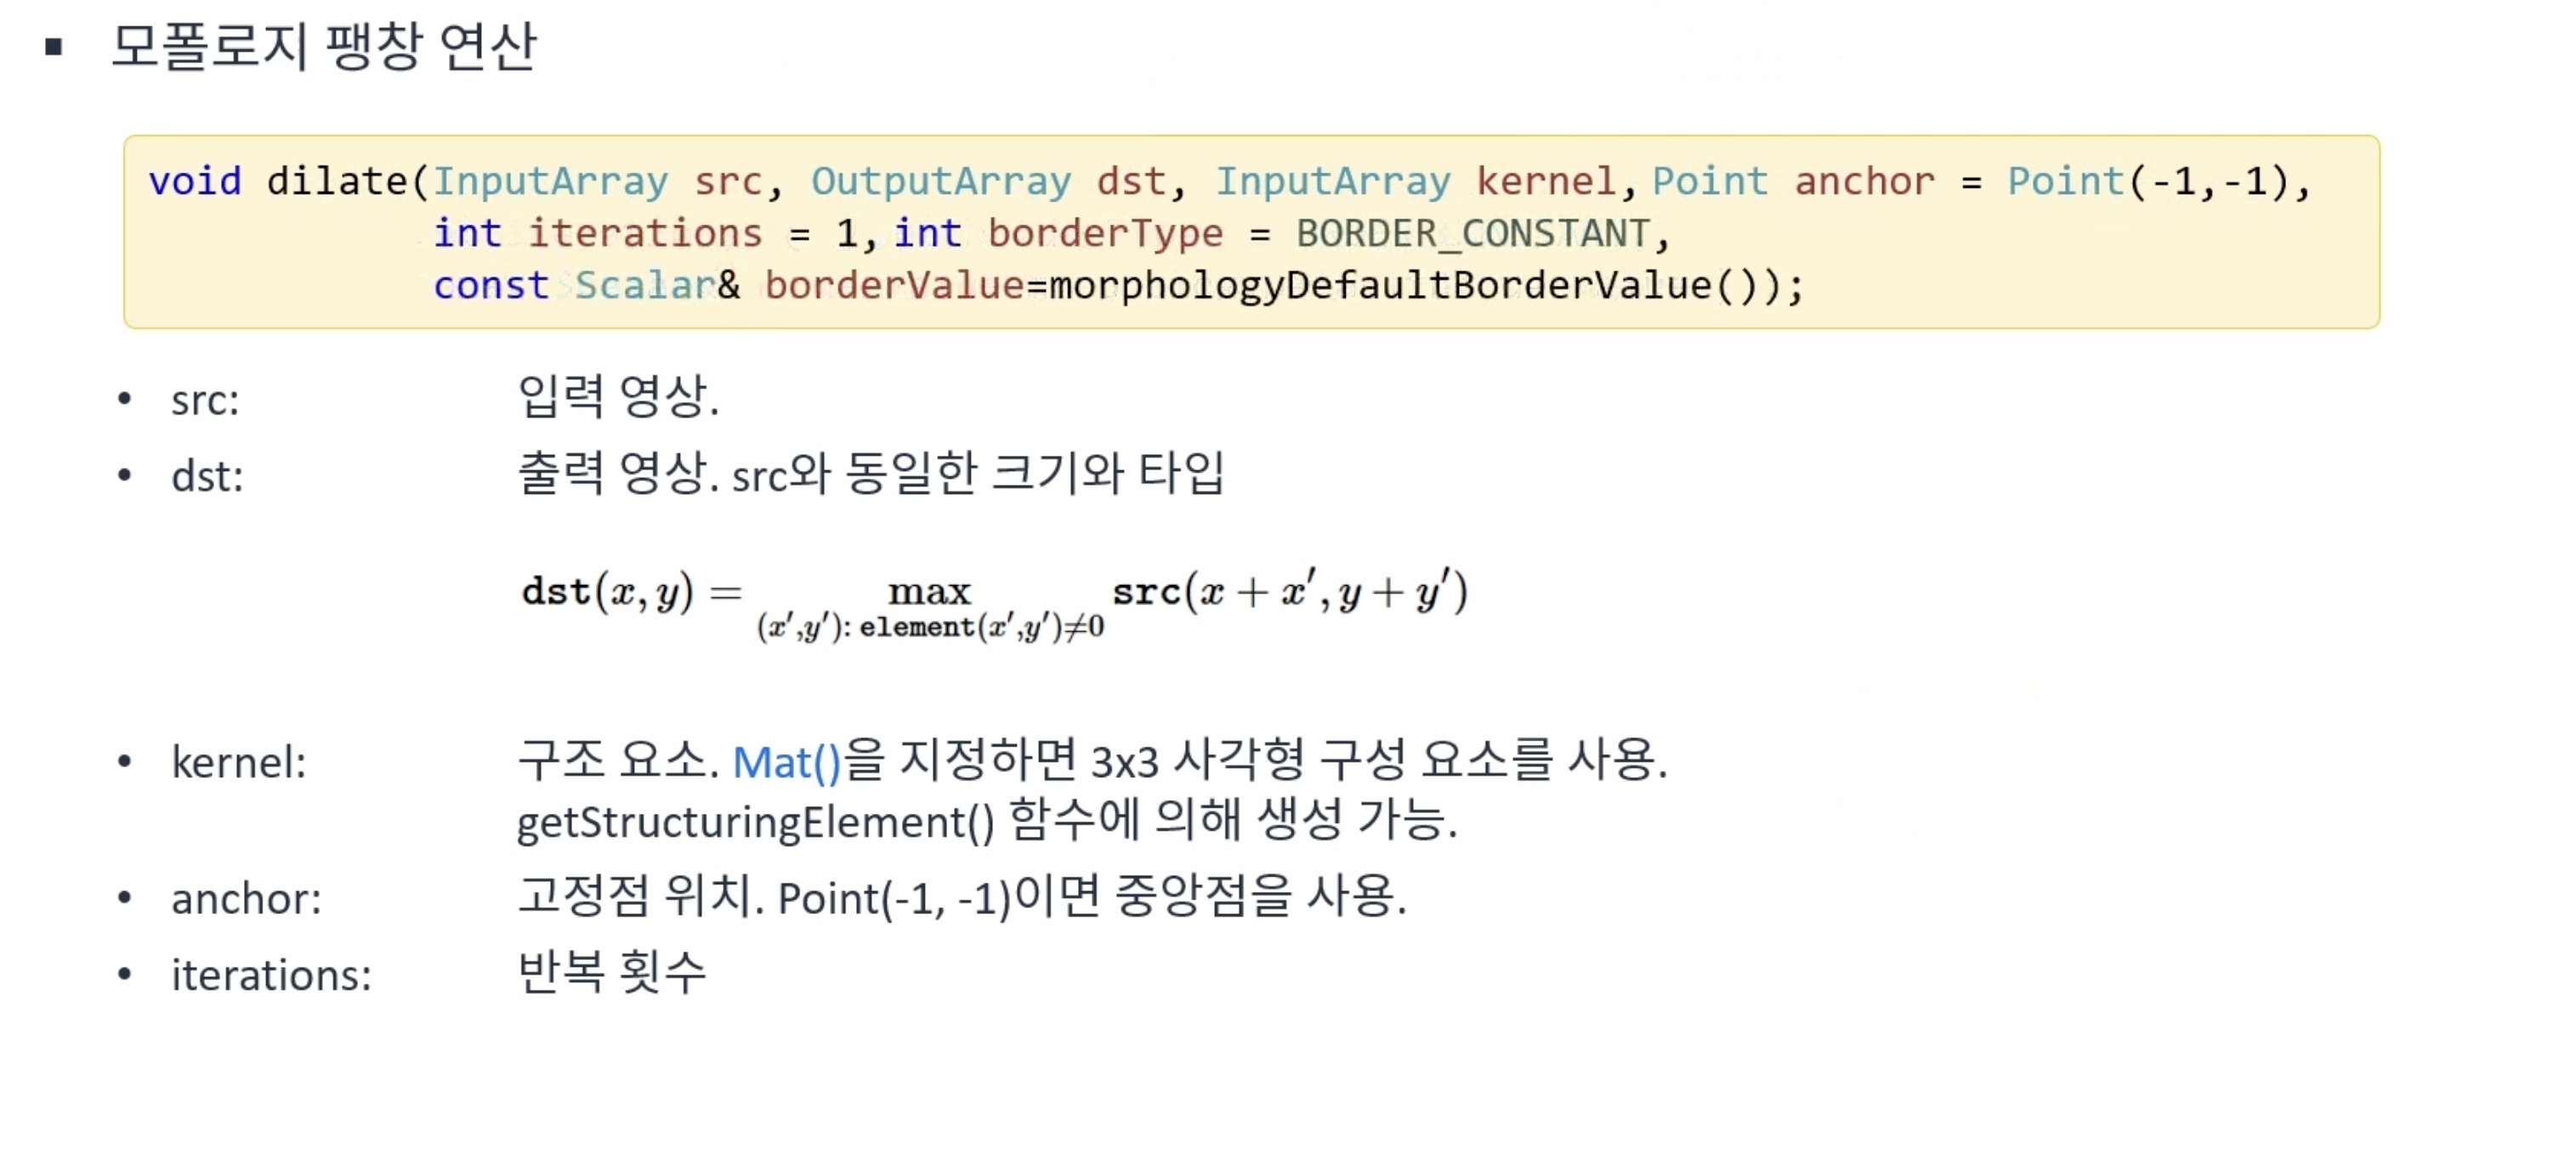 ▪ 모폴로지 팽창 연산
void dilate(InputArray src, OutputArray dst, InputArray kernel, Point anchor = Point(-1,-1),
int iterations = 1, int borderType = BORDER_CONSTANT,
const Scalar& borderValue=morphologyDefaultBorderValue());
• src: 입력 영상.
• dst: 출력 영상. src와 동일한 크기와 타입
dst(x, y) = max src(x + x′, y + y′)
(x′,y′): element(x′,y′)≠0
• kernel: 구조 요소. Mat()을 지정하면 3x3 사각형 구성 요소를 사용.
getStructuringElement() 함수에 의해 생성 가능.
• anchor: 고정점 위치. Point(-1, -1)이면 중앙점을 사용.
• iterations: 반복 횟수